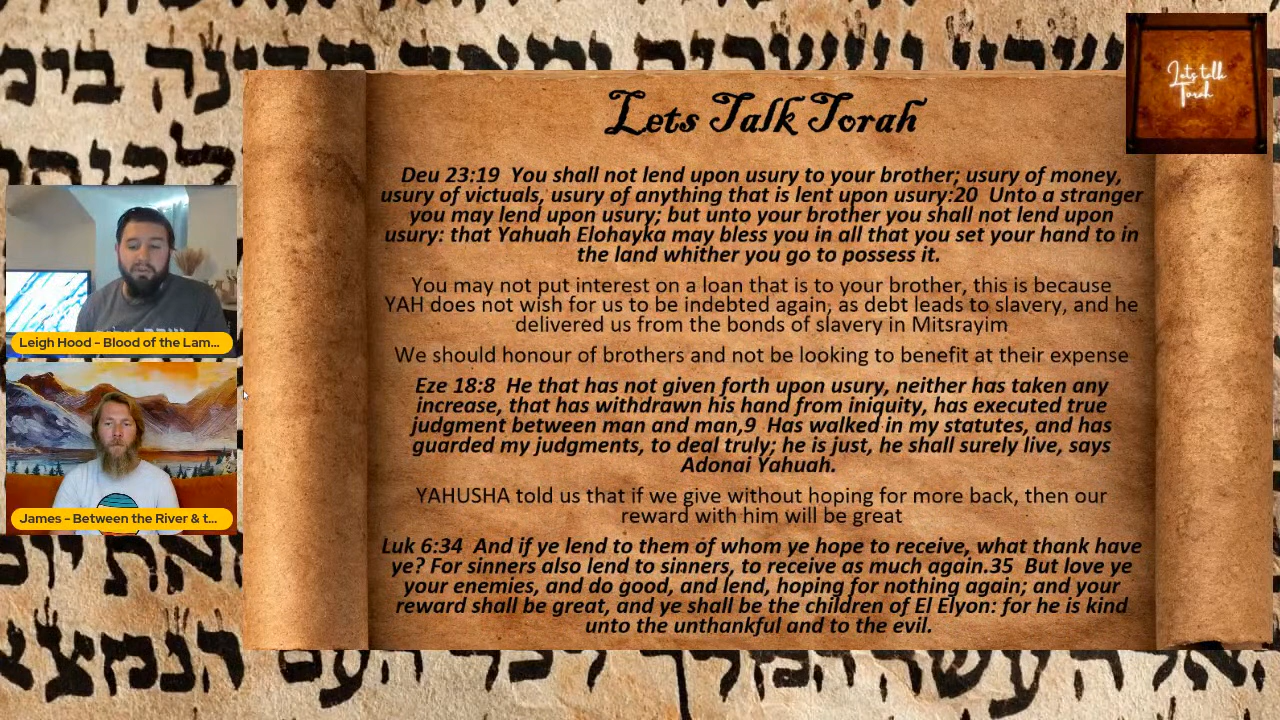 ועשרים ומאה מדינה
Lets talk
Torah
Lets Talk Torah
Deu 23:19 You shall not lend upon usury to your brother; usury of money,
usury of victuals, usury of anything that is lent upon usury:20 Unto a stranger
you may lend upon usury; but unto your brother you shall not lend upon
usury: that Yahuah Elohayka may bless you in all that you set your hand to in
the land whither you go to possess it.
You may not put interest on a loan that is to your brother, this is because
YAH does not wish for us to be indebted again, as debt leads to slavery, and he
delivered us from the bonds of slavery in Mitsrayim
We should honour of brothers and not be looking to benefit at their expense
Eze 18:8 He that has not given forth upon usury, neither has taken any
increase, that has withdrawn his hand from iniquity, has executed true
judgment between man and man,9 Has walked in my statutes, and has
guarded my judgments, to deal truly; he is just, he shall surely live, says
Adonai Yahuah.
YAHUSHA told us that if we give without hoping for more back, then our
reward with him will be great
Luk 6:34 And if ye lend to them of whom ye hope to receive, what thank have
ye? For sinners also lend to sinners, to receive as much again.35 But love ye
your enemies, and do good, and lend, hoping for nothing again; and your
reward shall be great, and ye shall be the children of El Elyon: for he is kind
unto the unthankful and to the evil.
Leigh Hood - Blood of the Lam...
James - Between the River & t...
עשה המלך לכל העם הנמצא